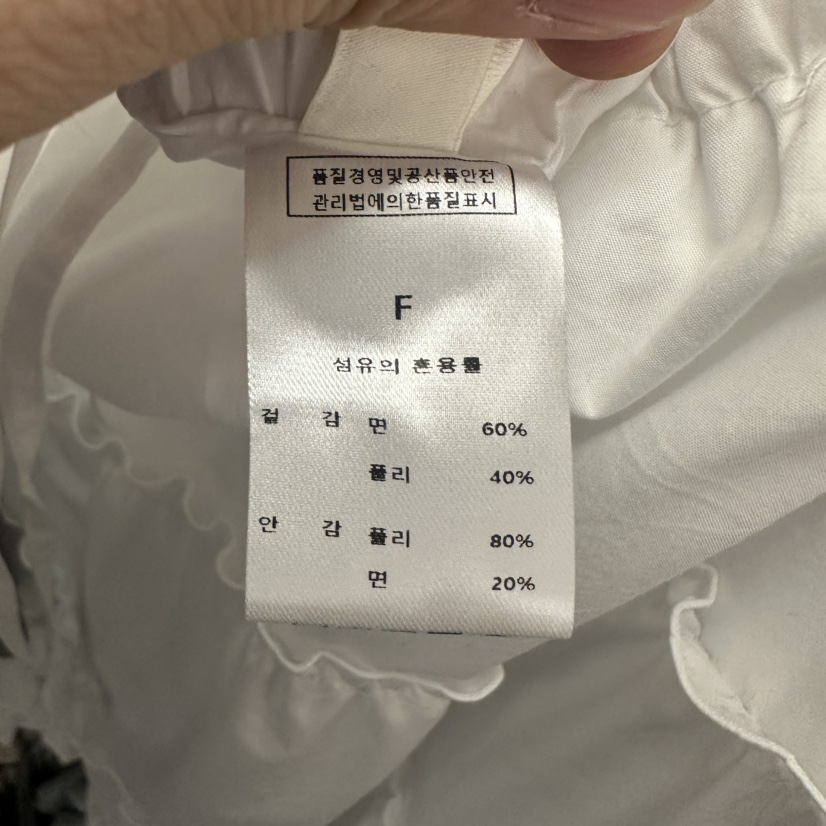 품질경영및공산품안전
관리법에의한품질표시
F
섬유의 혼용률
겉 감 면 60%
폴리 40%
안 감 폴리 80%
면 20%